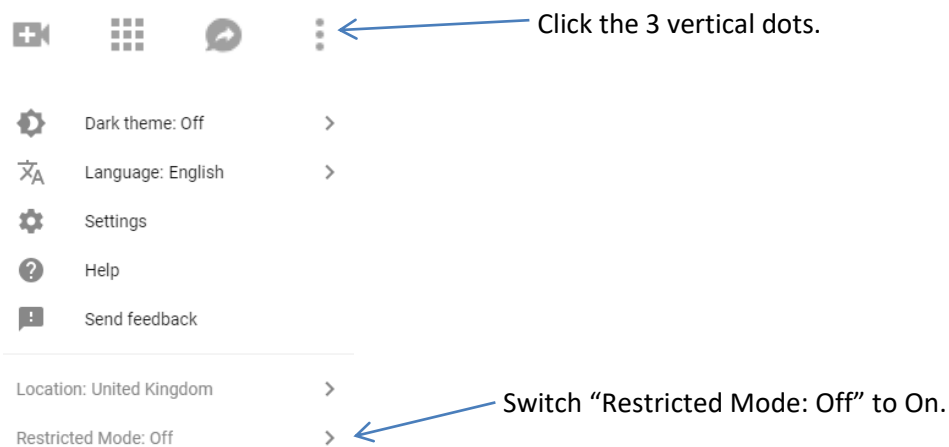 Click the 3 vertical dots.
Dark theme: Off
Language: English
Settings
Help
Send feedback
Location: United Kingdom
Switch “Restricted Mode: Off” to On.
Restricted Mode: Off